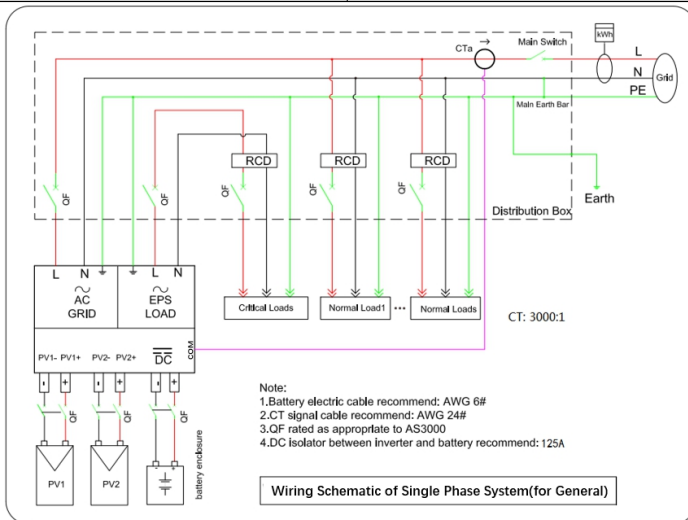 kWh
CTa
Main Switch
L
N
Grid
PE
Main Earth Bar
RCD
RCD
RCD
QF
QF
QF
QF
QF
Distribution Box
Earth
L
N
L
N
AC
GRID
EPS
LOAD
Critical Loads
Normal Load1
...
Normal Loads
CT: 3000:1
PV1-
PV1+
PV2-
PV2+
DC
COM
-
+
-
+
-
+
QF
QF
QF
PV1
PV2
-
+
battery enclosure
Note:
1.Battery electric cable recommend: AWG 6#
2.CT signal cable recommend: AWG 24#
3.QF rated as appropriate to AS3000
4.DC isolator between inverter and battery recommend: 125A
Wiring Schematic of Single Phase System(for General)